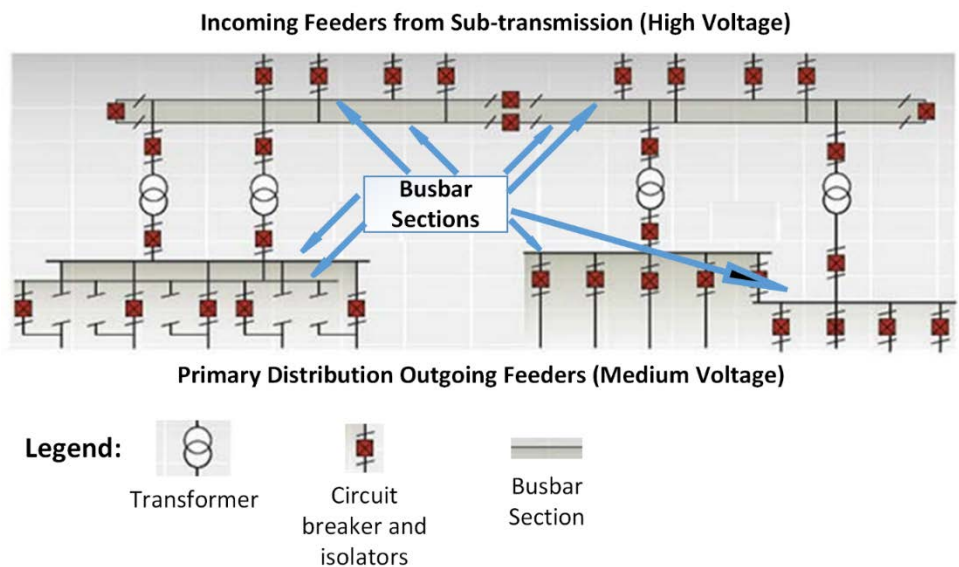 Incoming Feeders from Sub-transmission (High Voltage)
Busbar
Sections
Primary Distribution Outgoing Feeders (Medium Voltage)
Legend:
Transformer
Circuit
breaker and
isolators
Busbar
Section